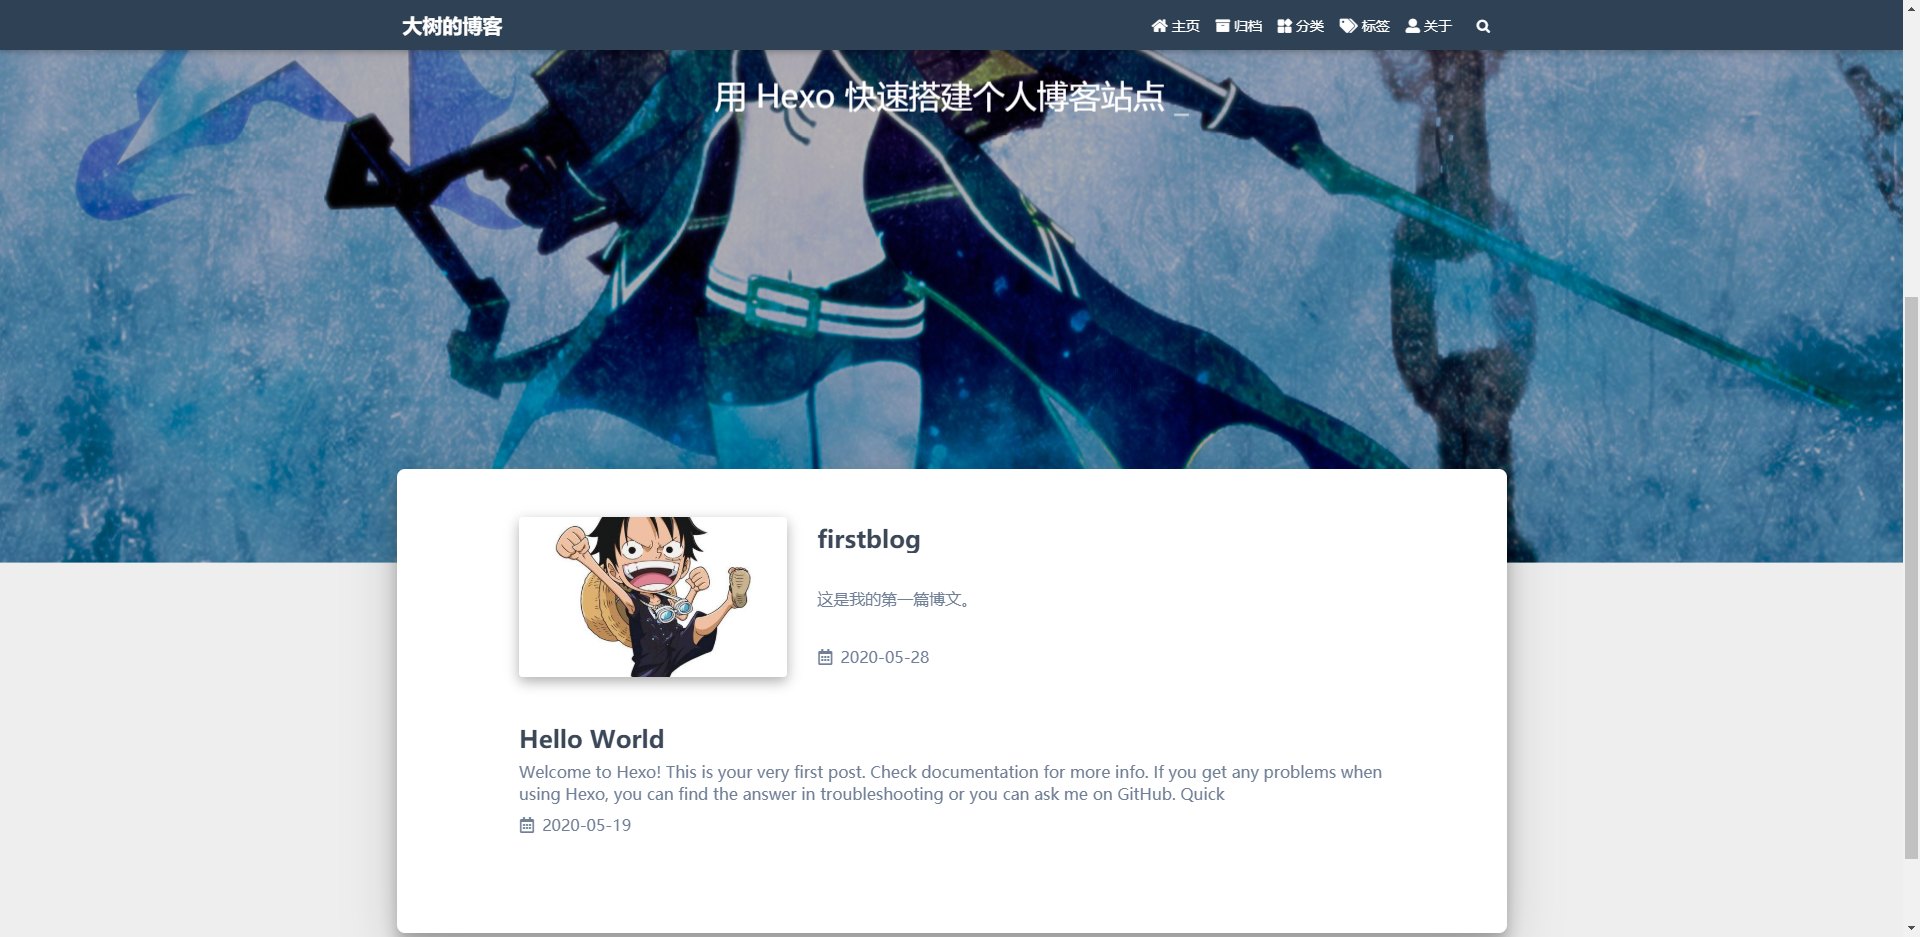 大树的博客
主页 归档 分类 标签 关于
用 Hexo 快速搭建个人博客站点 _
firstblog
这是我的第一篇博文。
2020-05-28
Hello World
Welcome to Hexo! This is your very first post. Check documentation for more info. If you get any problems when
using Hexo, you can find the answer in troubleshooting or you can ask me on GitHub. Quick
2020-05-19